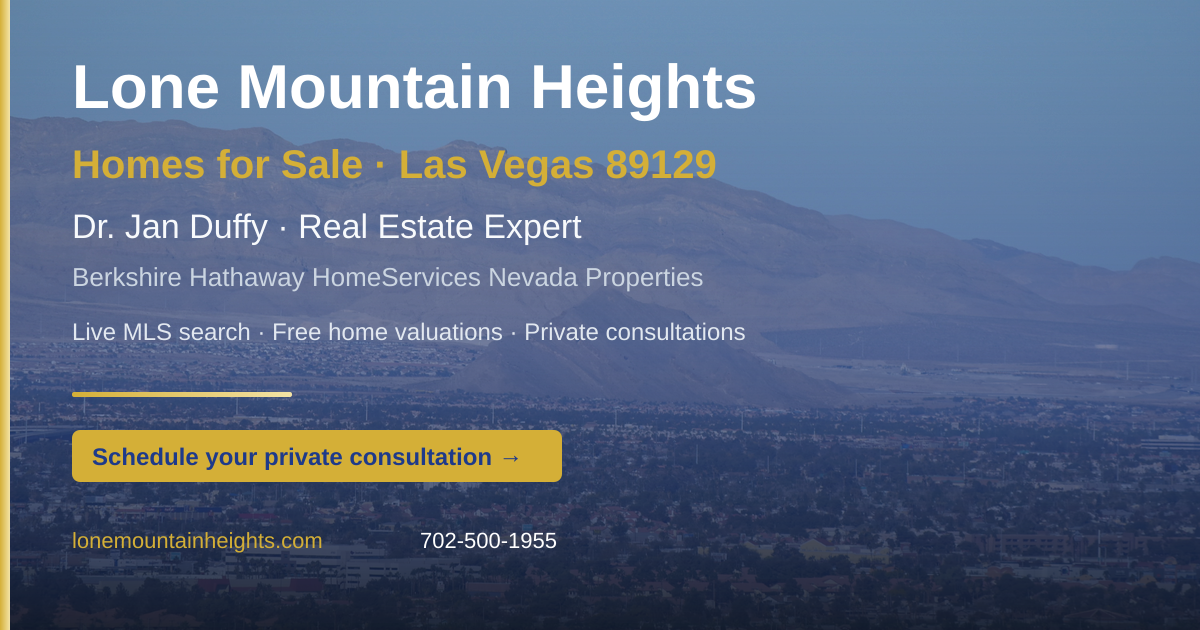 Lone Mountain Heights
Homes for Sale · Las Vegas 89129
Dr. Jan Duffy · Real Estate Expert
Berkshire Hathaway HomeServices Nevada Properties
Live MLS search · Free home valuations · Private consultations
Schedule your private consultation →
lonemountainheights.com 702-500-1955